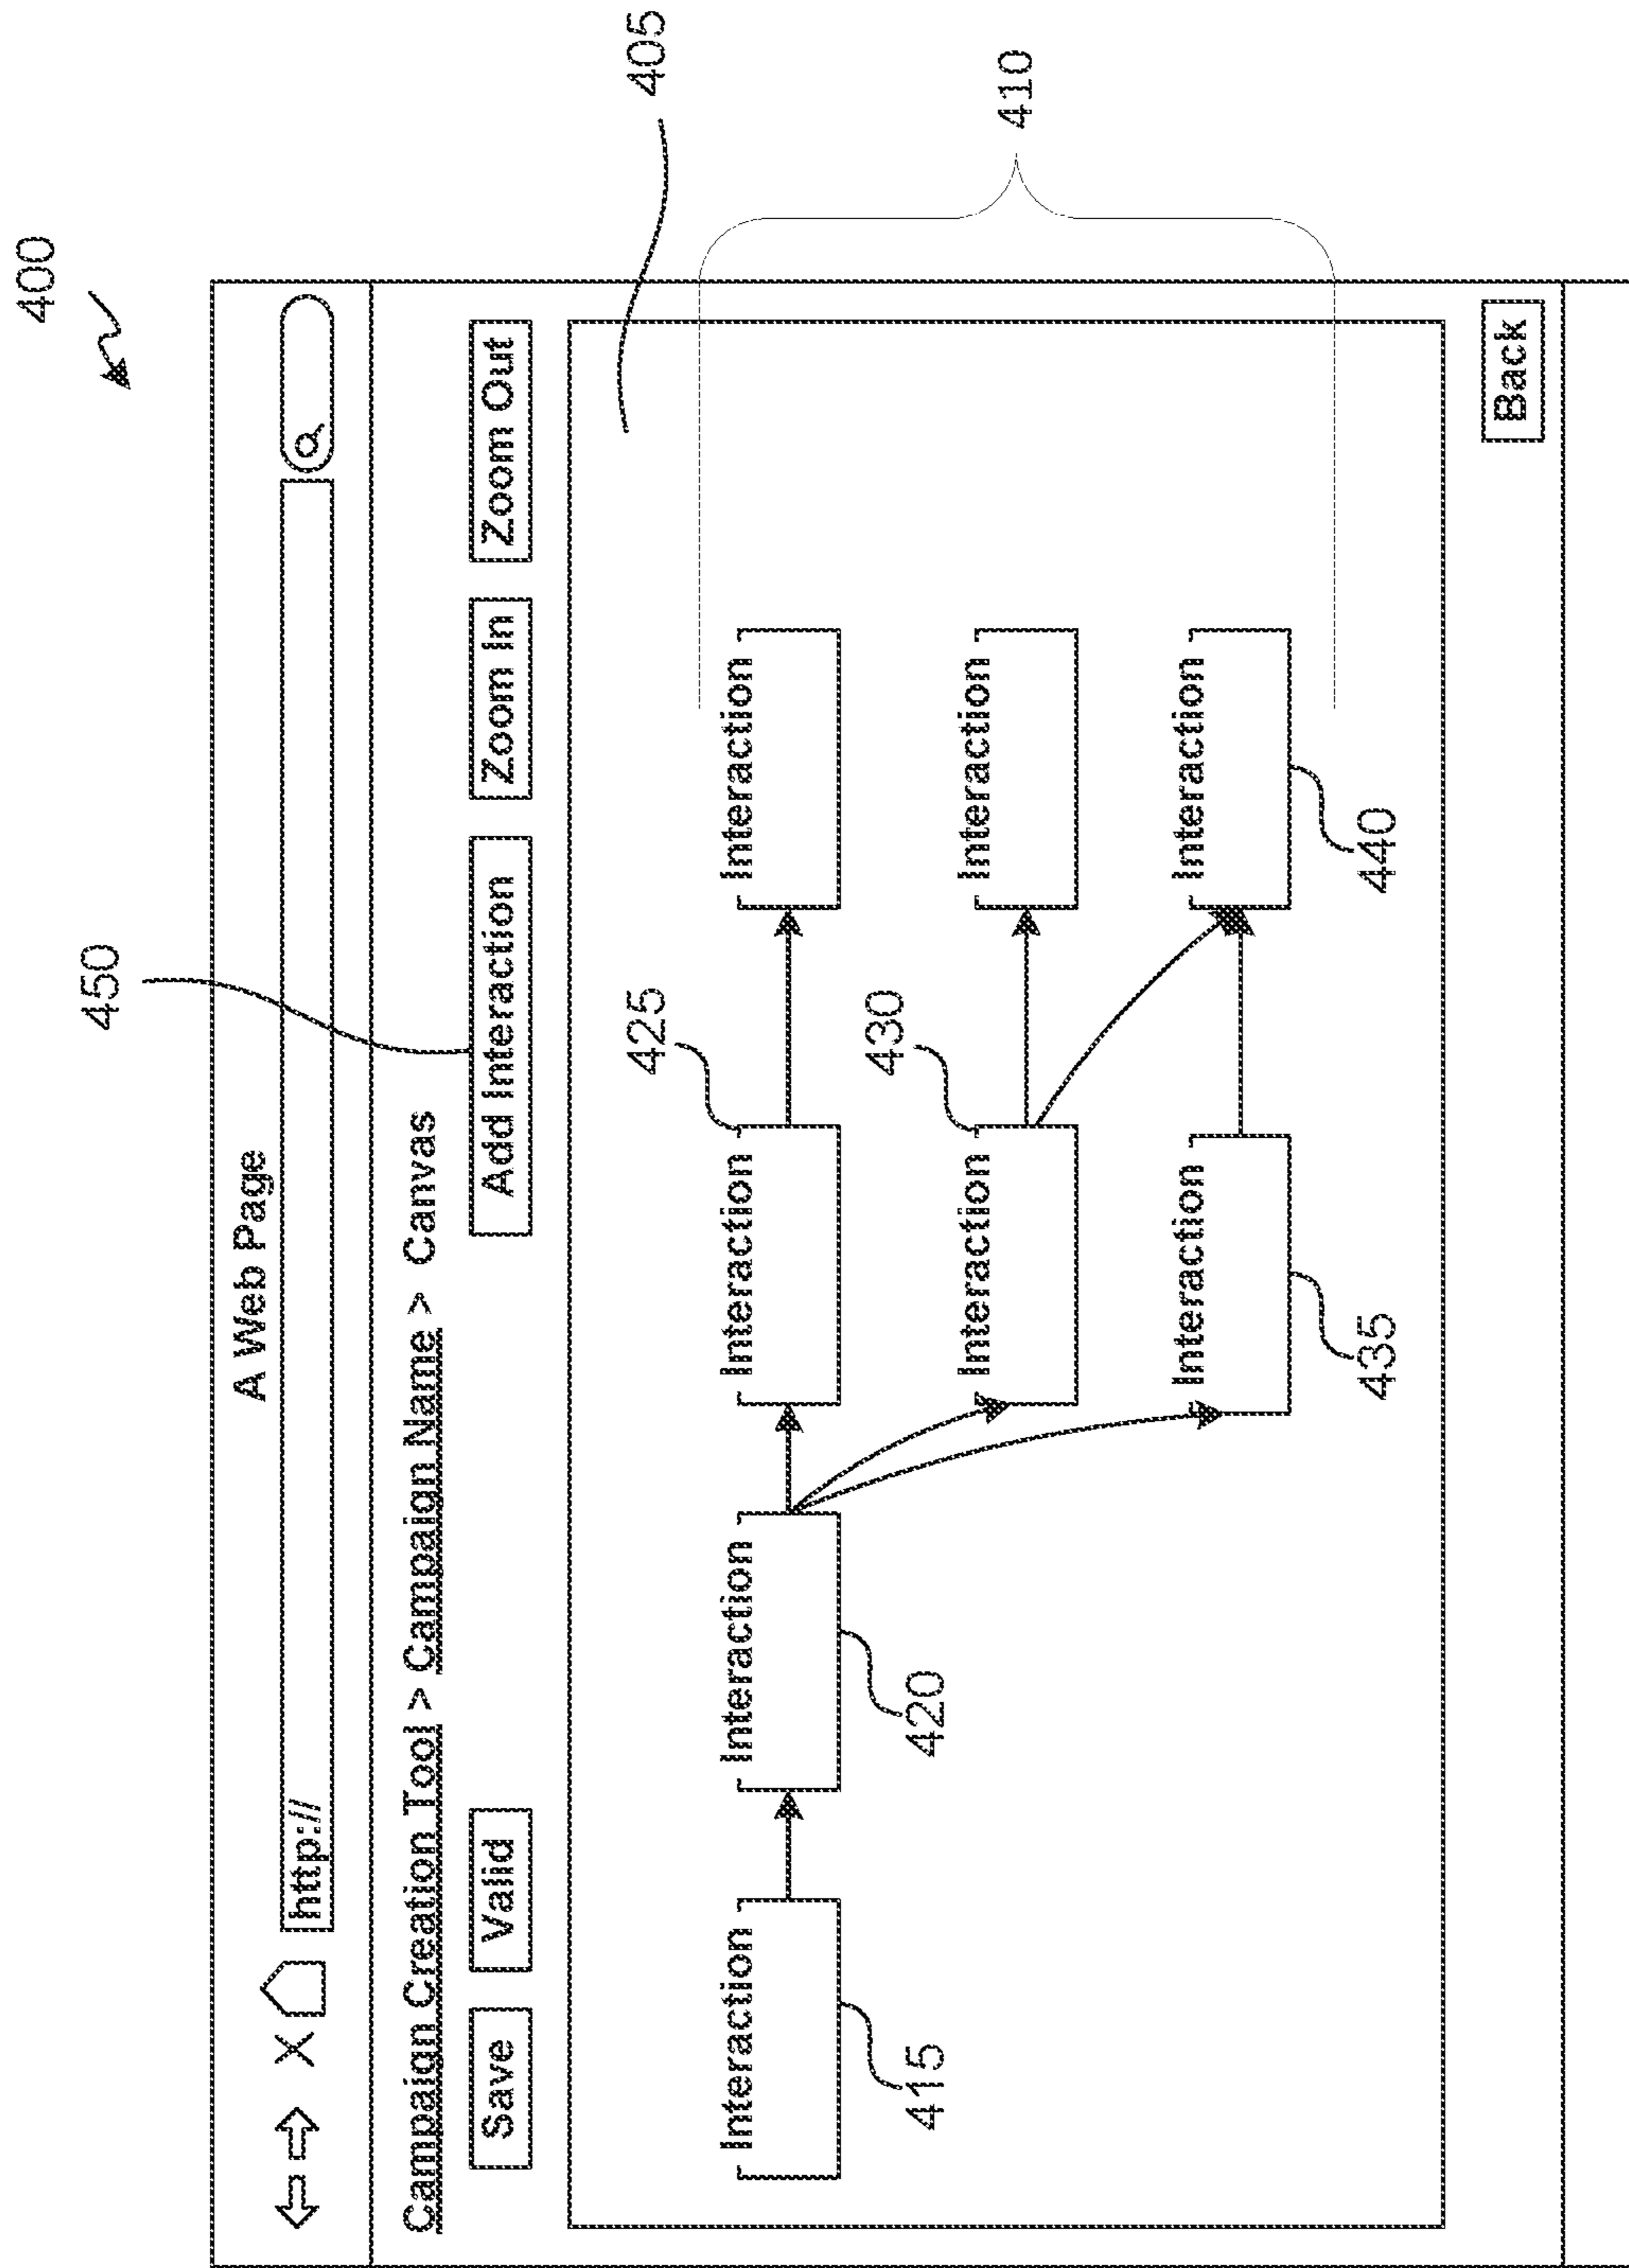 400
A Web Page
http://
Campaign Creation Tool > Campaign Name > Canvas
450
Save
Valid
Add Interaction
Zoom In
Zoom Out
405
425
Interaction
Interaction
Interaction
Interaction
415
420
430
Interaction
Interaction
410
Interaction
Interaction
435
440
Back